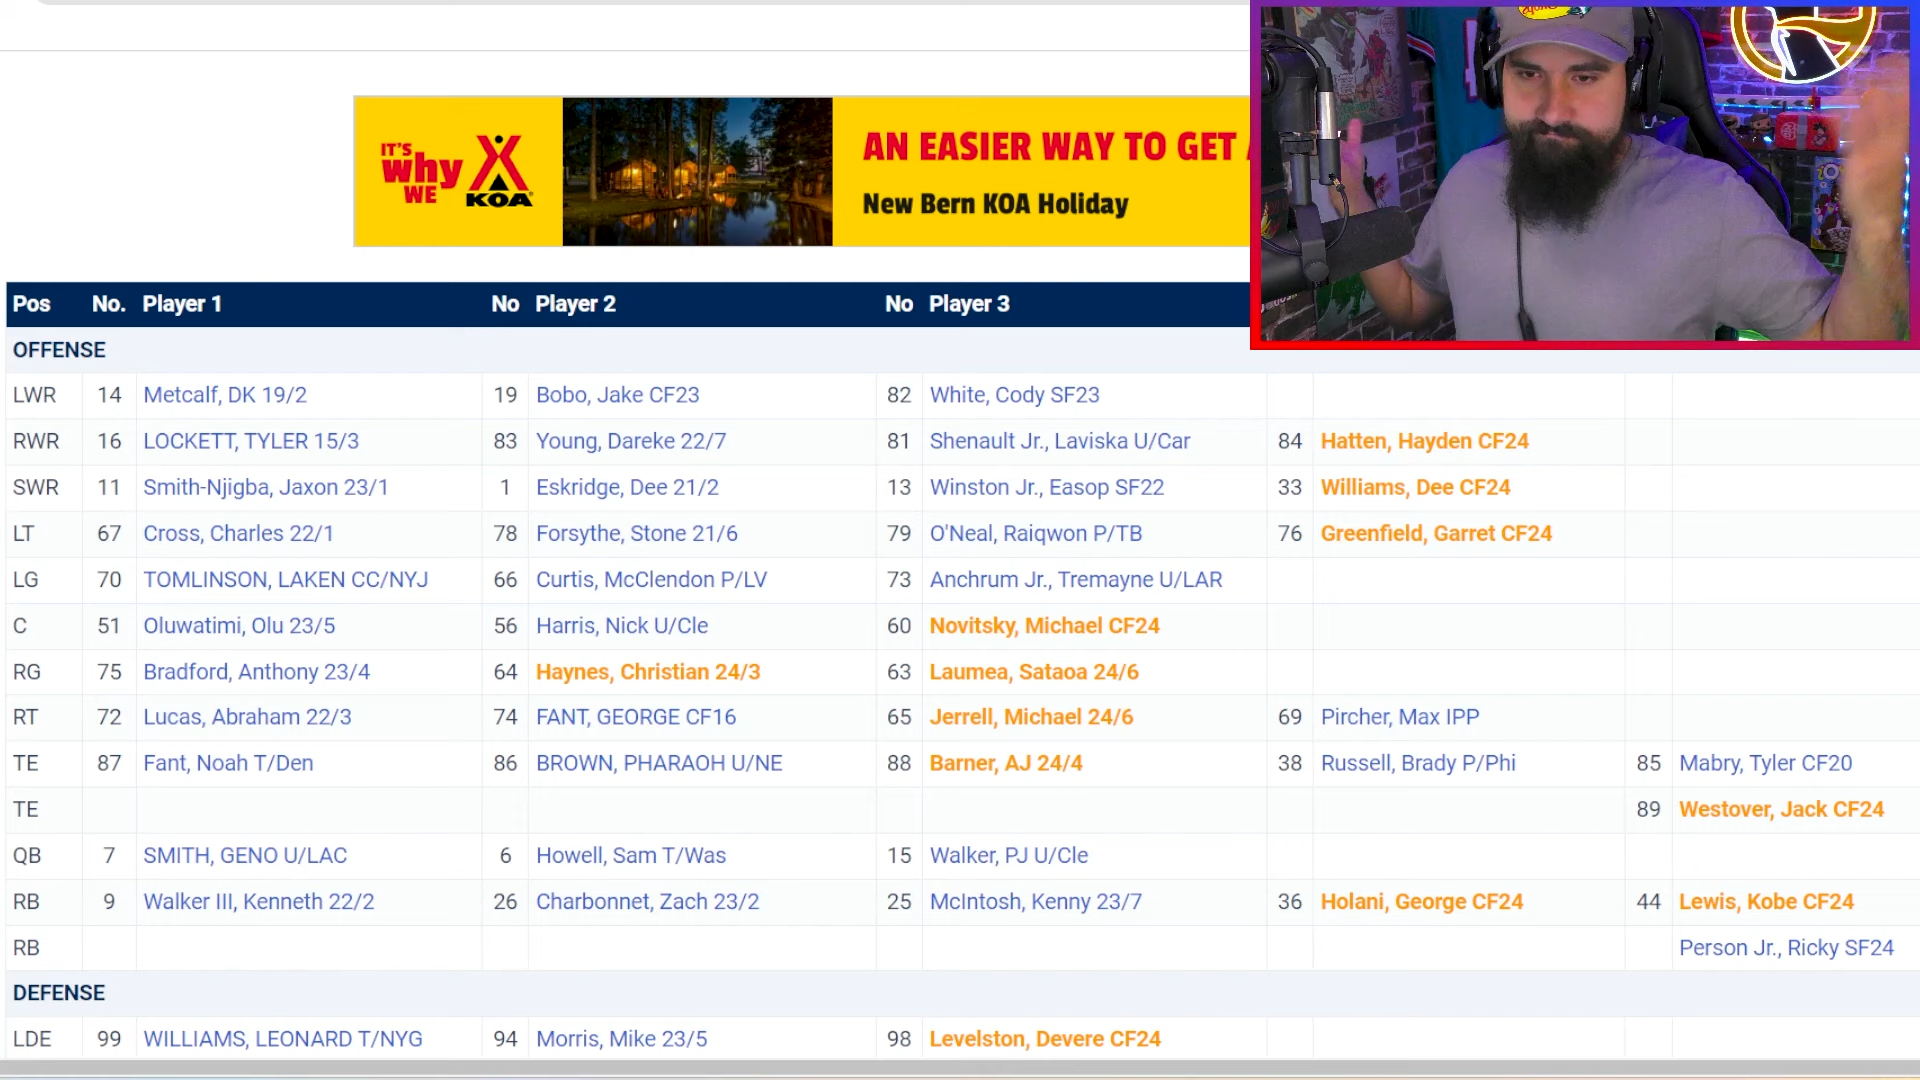 IT'S
why
WE
KOA
AN EASIER WAY TO GET
New Bern KOA Holiday
Pos No. Player 1 No Player 2 No Player 3
OFFENSE
LWR 14 Metcalf, DK 19/2 19 Bobo, Jake CF23 82 White, Cody SF23
RWR 16 LOCKETT, TYLER 15/3 83 Young, Dareke 22/7 81 Shenault Jr., Laviska U/Car 84 Hatten, Hayden CF24
SWR 11 Smith-Njigba, Jaxon 23/1 1 Eskridge, Dee 21/2 13 Winston Jr., Easop SF22 33 Williams, Dee CF24
LT 67 Cross, Charles 22/1 78 Forsythe, Stone 21/6 79 O'Neal, Raiqwon P/TB 76 Greenfield, Garret CF24
LG 70 TOMLINSON, LAKEN CC/NYJ 66 Curtis, McClendon P/LV 73 Anchrum Jr., Tremayne U/LAR
C 51 Oluwatimi, Olu 23/5 56 Harris, Nick U/Cle 60 Novitsky, Michael CF24
RG 75 Bradford, Anthony 23/4 64 Haynes, Christian 24/3 63 Laumea, Sataoa 24/6
RT 72 Lucas, Abraham 22/3 74 FANT, GEORGE CF16 65 Jerrell, Michael 24/6 69 Pircher, Max IPP
TE 87 Fant, Noah T/Den 86 BROWN, PHARAOH U/NE 88 Barner, AJ 24/4 38 Russell, Brady P/Phi 85 Mabry, Tyler CF20
TE 89 Westover, Jack CF24
QB 7 SMITH, GENO U/LAC 6 Howell, Sam T/Was 15 Walker, PJ U/Cle
RB 9 Walker III, Kenneth 22/2 26 Charbonnet, Zach 23/2 25 McIntosh, Kenny 23/7 36 Holani, George CF24 44 Lewis, Kobe CF24
RB Person Jr., Ricky SF24
DEFENSE
LDE 99 WILLIAMS, LEONARD T/NYG 94 Morris, Mike 23/5 98 Levelston, Devere CF24